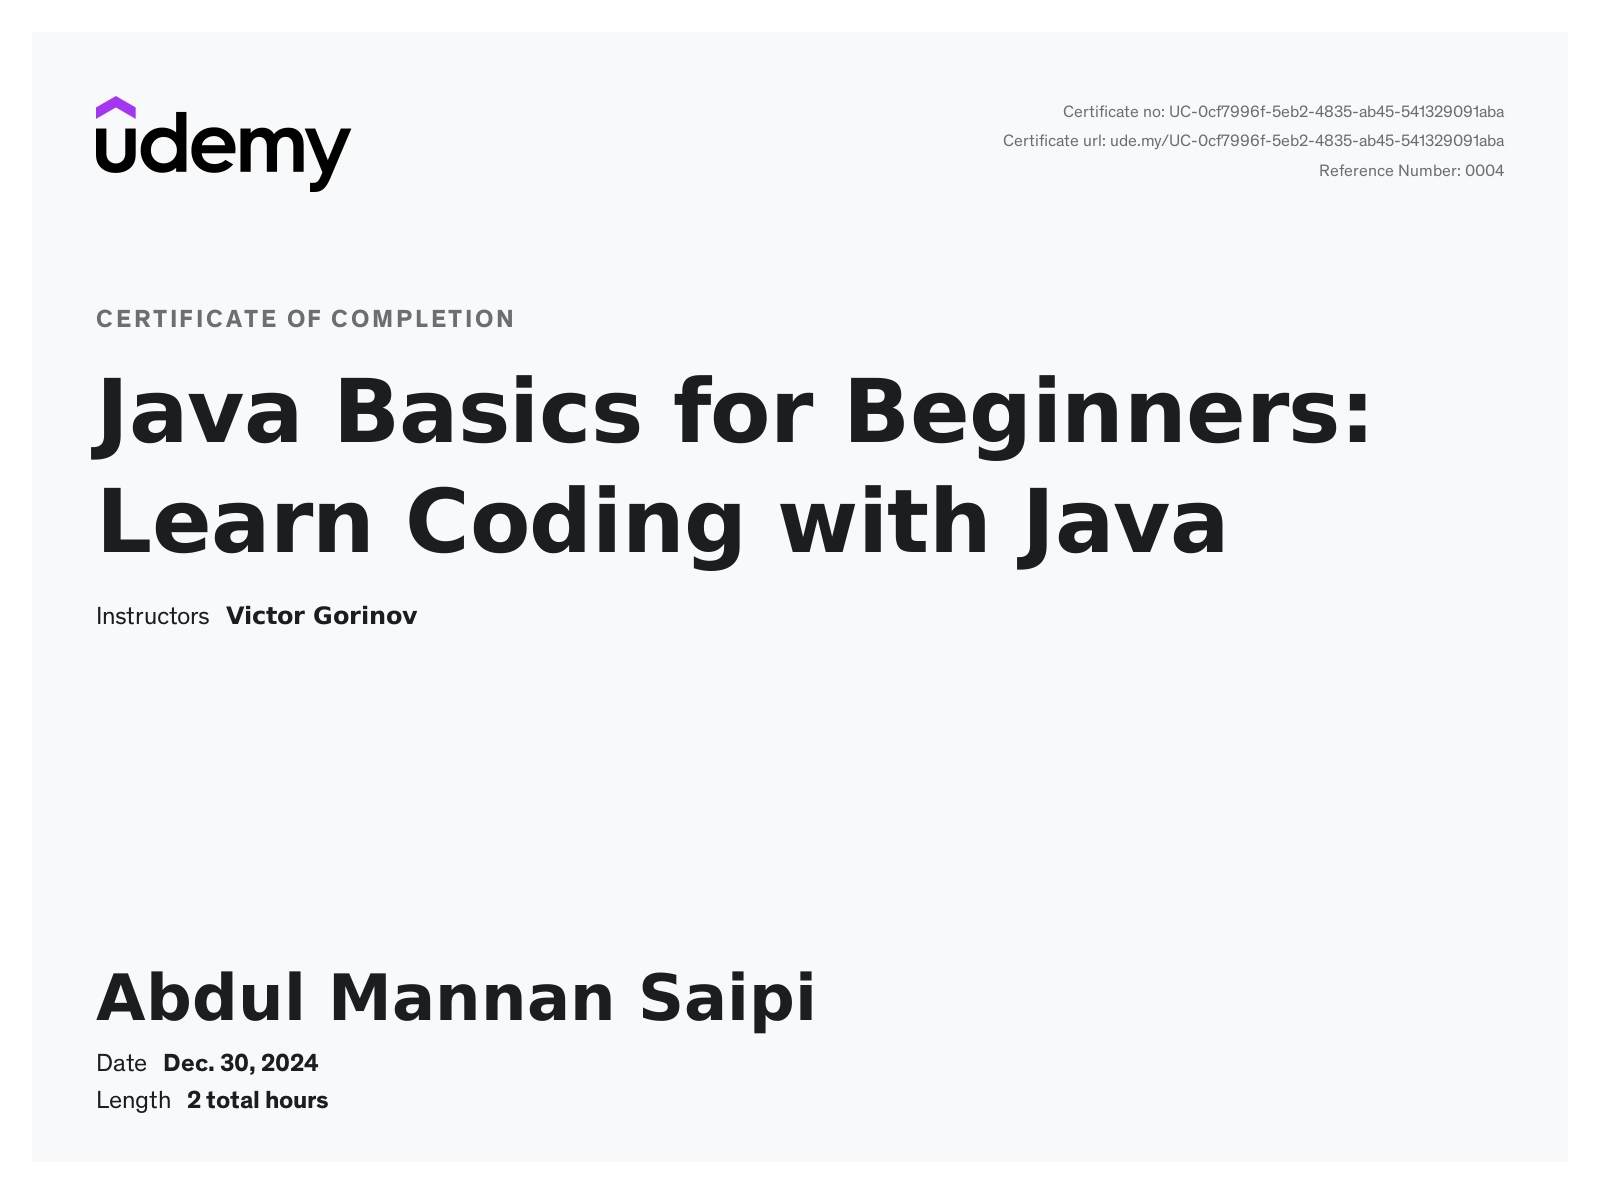 udemy
Certificate no: UC-0cf7996f-5eb2-4835-ab45-541329091aba
Certificate url: ude.my/UC-0cf7996f-5eb2-4835-ab45-541329091aba
Reference Number: 0004
CERTIFICATE OF COMPLETION
Java Basics for Beginners:
Learn Coding with Java
Instructors Victor Gorinov
Abdul Mannan Saipi
Date Dec. 30, 2024
Length 2 total hours